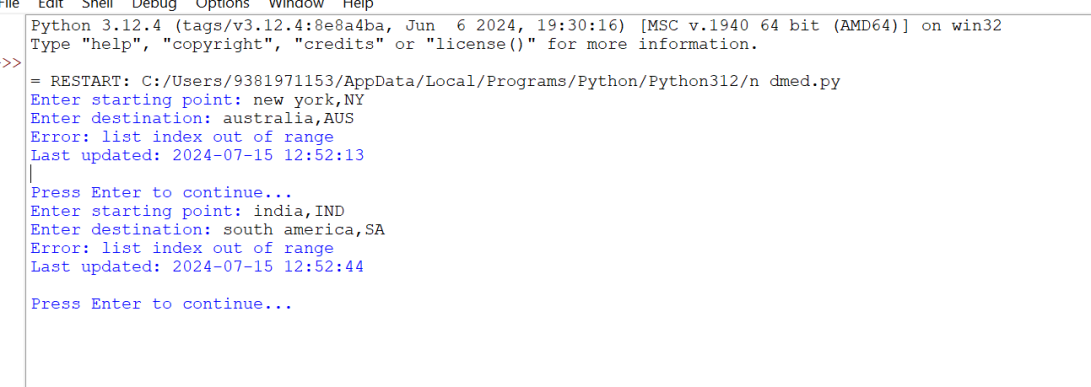 File Edit Shell Debug Options Window Help
Python 3.12.4 (tags/v3.12.4:8e8a4ba, Jun  6 2024, 19:30:16) [MSC v.1940 64 bit (AMD64)] on win32
Type "help", "copyright", "credits" or "license()" for more information.
>>>
= RESTART: C:/Users/9381971153/AppData/Local/Programs/Python/Python312/n dmed.py
Enter starting point: new york,NY
Enter destination: australia,AUS
Error: list index out of range
Last updated: 2024-07-15 12:52:13
Press Enter to continue...
Enter starting point: india,IND
Enter destination: south america,SA
Error: list index out of range
Last updated: 2024-07-15 12:52:44
Press Enter to continue...